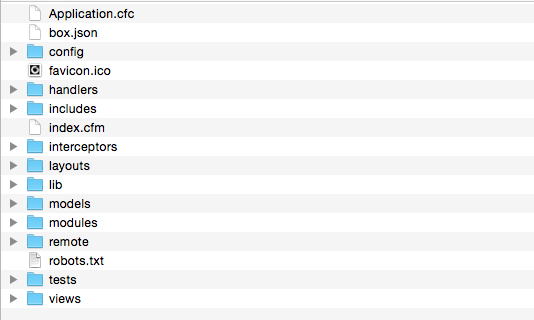 Application.cfc
box.json
config
favicon.ico
handlers
includes
index.cfm
interceptors
layouts
lib
models
modules
remote
robots.txt
tests
views